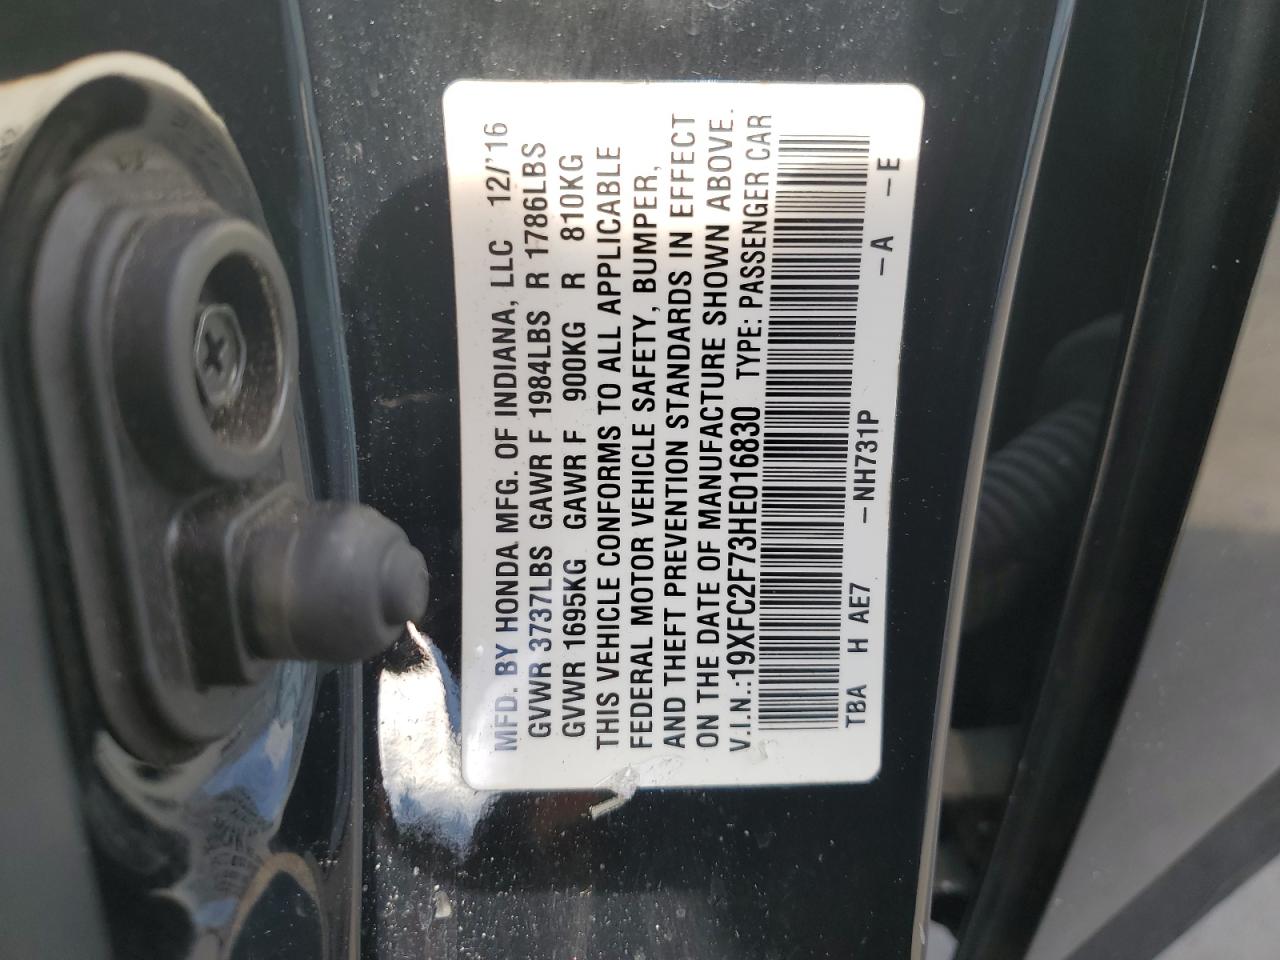 MFD. BY HONDA MFG. OF INDIANA, LLC 12/'16
GVWR 3737LBS GAWR F 1984LBS R 1786LBS
GVWR 1695KG GAWR F 900KG R 810KG
THIS VEHICLE CONFORMS TO ALL APPLICABLE
FEDERAL MOTOR VEHICLE SAFETY, BUMPER,
AND THEFT PREVENTION STANDARDS IN EFFECT
ON THE DATE OF MANUFACTURE SHOWN ABOVE.
V.I.N.:19XFC2F73HE016830 TYPE: PASSENGER CAR
TBA H AE7 -NH731P -A -E